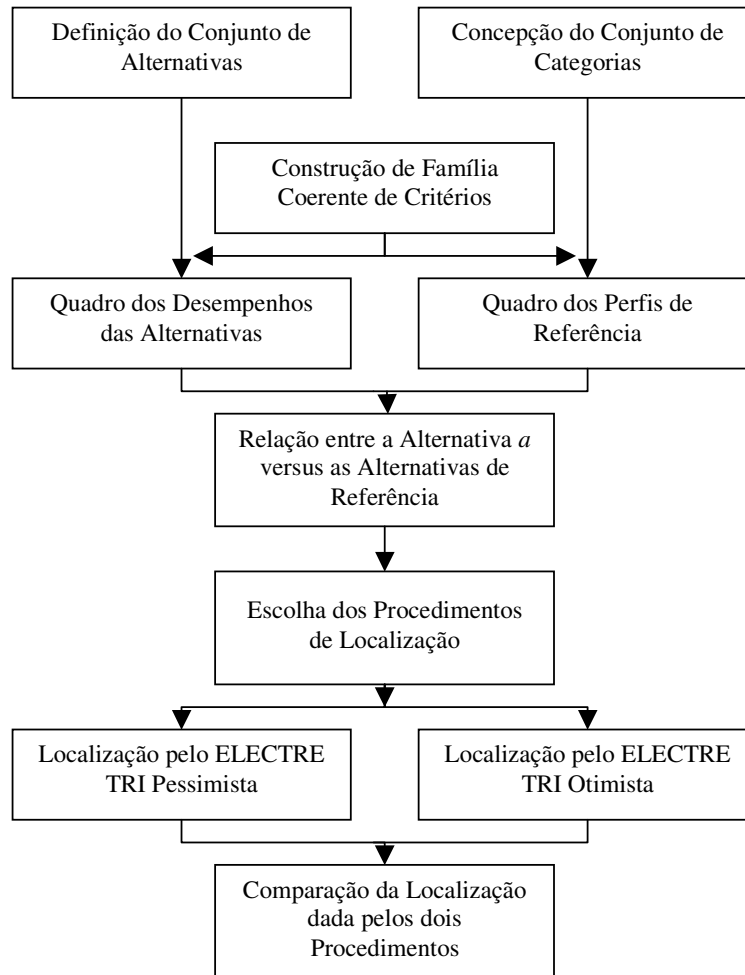 Definição do Conjunto de
Alternativas
Concepção do Conjunto de
Categorias
Construção de Família
Coerente de Critérios
Quadro dos Desempenhos
das Alternativas
Quadro dos Perfis de
Referência
Relação entre a Alternativa a
versus as Alternativas de
Referência
Escolha dos Procedimentos
de Localização
Localização pelo ELECTRE
TRI Pessimista
Localização pelo ELECTRE
TRI Otimista
Comparação da Localização
dada pelos dois
Procedimentos